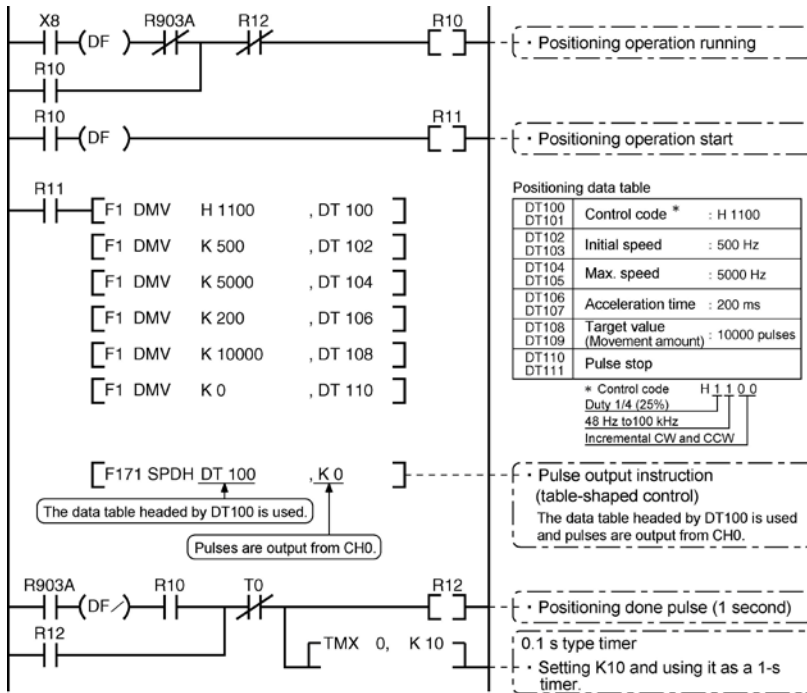 X8 R903A R12 R10
(DF )
· Positioning operation running
R10
R10 R11
(DF )
· Positioning operation start
R11
F1 DMV H 1100 , DT 100
F1 DMV K 500 , DT 102
F1 DMV K 5000 , DT 104
F1 DMV K 200 , DT 106
F1 DMV K 10000 , DT 108
F1 DMV K 0 , DT 110
Positioning data table
DT100
DT101 Control code * : H 1100
DT102
DT103 Initial speed : 500 Hz
DT104
DT105 Max. speed : 5000 Hz
DT106
DT107 Acceleration time : 200 ms
DT108
DT109 Target value
(Movement amount) : 10000 pulses
DT110
DT111 Pulse stop
* Control code H 1 1 0 0
Duty 1/4 (25%)
48 Hz to100 kHz
Incremental CW and CCW
F171 SPDH DT 100 , K 0
The data table headed by DT100 is used.
Pulses are output from CH0.
· Pulse output instruction
(table-shaped control)
The data table headed by DT100 is used
and pulses are output from CH0.
R903A R10 T0 R12
(DF/)
· Positioning done pulse (1 second)
R12
TMX 0, K 10
0.1 s type timer
· Setting K10 and using it as a 1-s
timer.